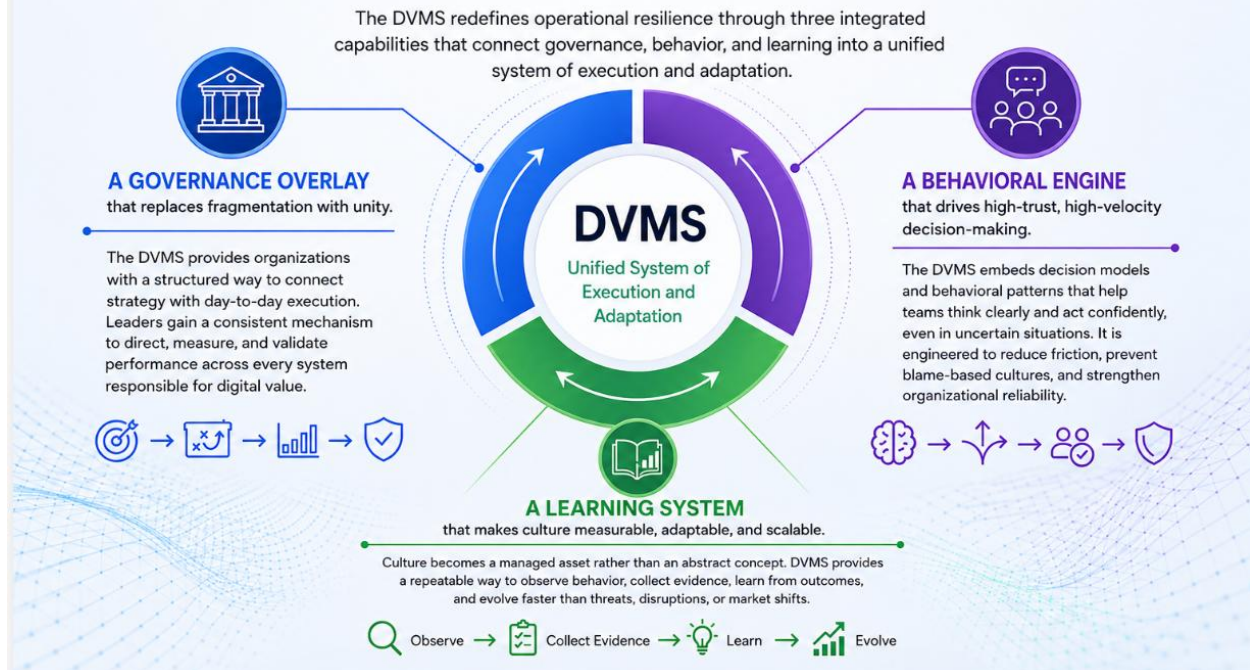 The DVMS redefines operational resilience through three integrated
capabilities that connect governance, behavior, and learning into a unified
system of execution and adaptation.
A GOVERNANCE OVERLAY
that replaces fragmentation with unity.
The DVMS provides organizations
with a structured way to connect
strategy with day-to-day execution.
Leaders gain a consistent mechanism
to direct, measure, and validate
performance across every system
responsible for digital value.
DVMS
Unified System of
Execution and
Adaptation
A BEHAVIORAL ENGINE
that drives high-trust, high-velocity
decision-making.
The DVMS embeds decision models
and behavioral patterns that help
teams think clearly and act confidently,
even in uncertain situations. It is
engineered to reduce friction, prevent
blame-based cultures, and strengthen
organizational reliability.
A LEARNING SYSTEM
that makes culture measurable, adaptable, and scalable.
Culture becomes a managed asset rather than an abstract concept. DVMS provides
a repeatable way to observe behavior, collect evidence, learn from outcomes,
and evolve faster than threats, disruptions, or market shifts.
Observe
Collect Evidence
Learn
Evolve